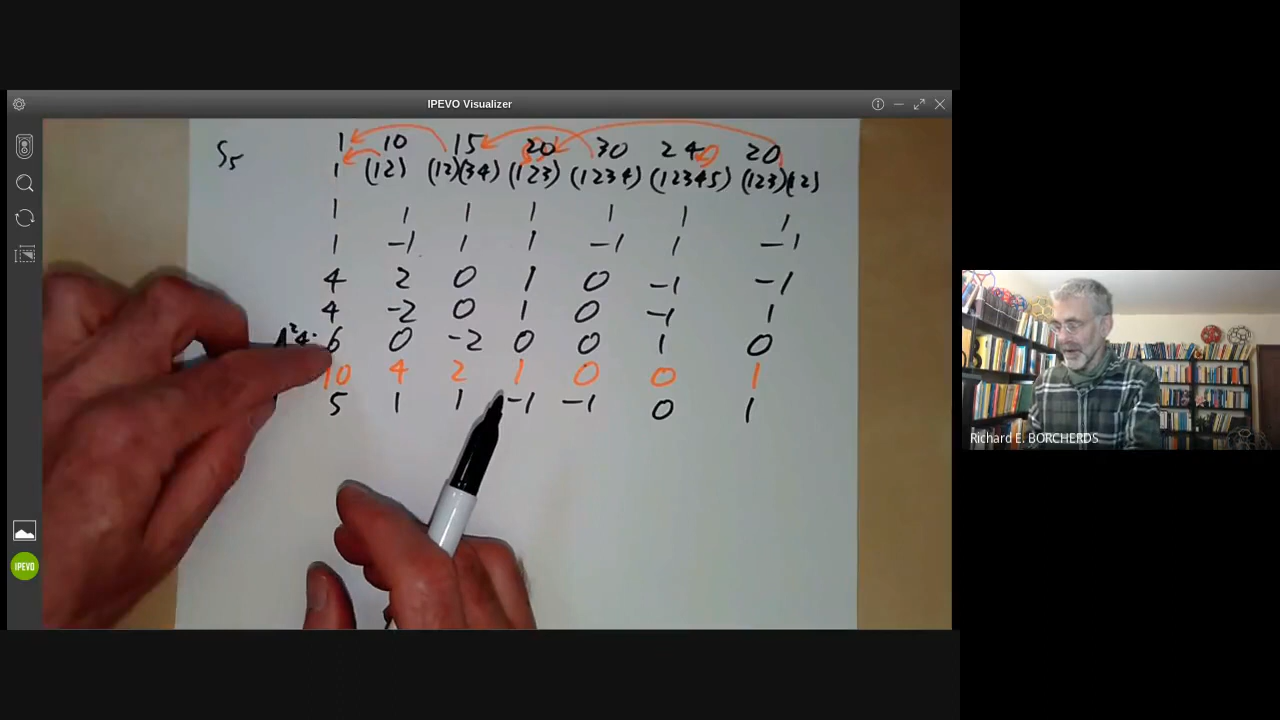 IPEVO Visualizer
1 10 15 20 30 24 20
S5 1 (12) (12)(34) (123) (1234) (12345) (123)(12)
1 1 1 1 1 1 1
1 -1 1 1 -1 1 -1
4 2 0 1 0 -1 -1
4 -2 0 1 0 -1 1
6 0 -2 0 0 1 0
10 4 2 1 0 0 1
5 1 1 -1 -1 0 1
Richard E. BORCHERDS
IPEVO